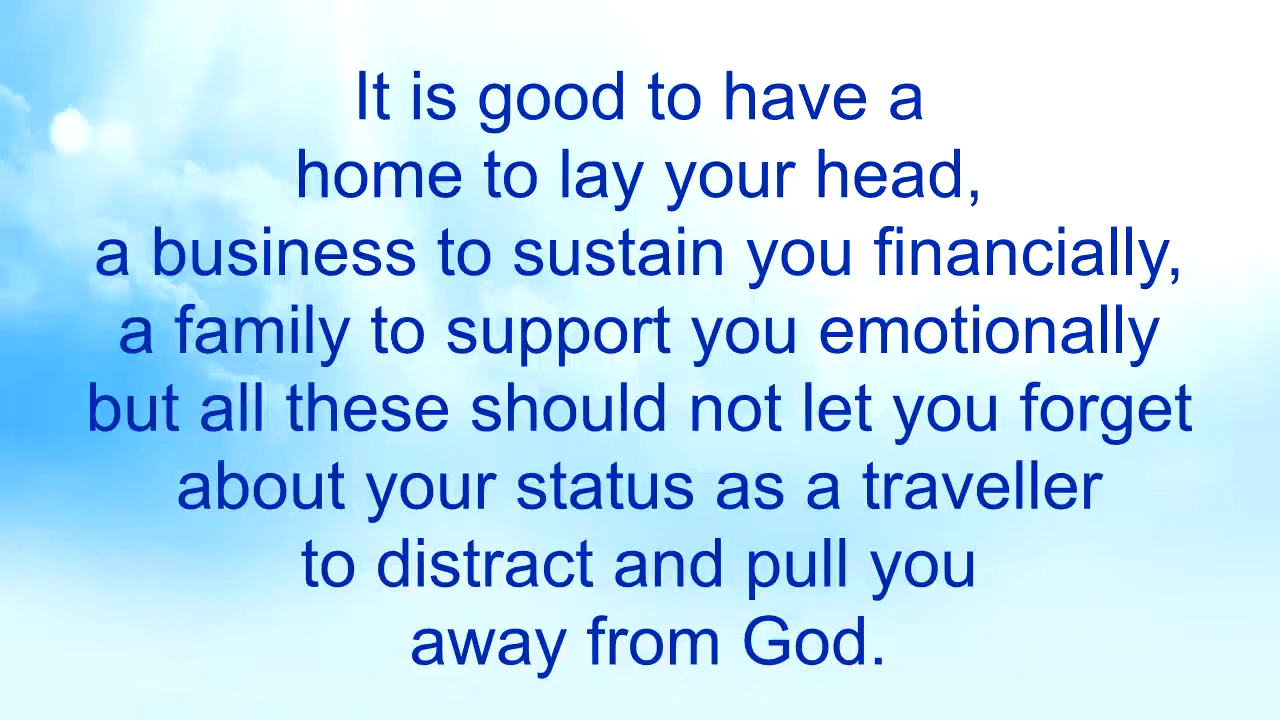 It is good to have a
home to lay your head,
a business to sustain you financially,
a family to support you emotionally
but all these should not let you forget
about your status as a traveller
to distract and pull you
away from God.